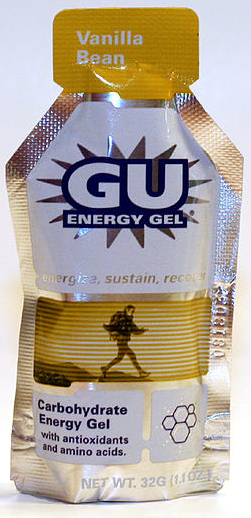 Vanilla
Bean
GU
ENERGY GEL®
energize, sustain, recover
Carbohydrate
Energy Gel
with antioxidants
and amino acids.
NET WT. 32G (1.1 OZ.)